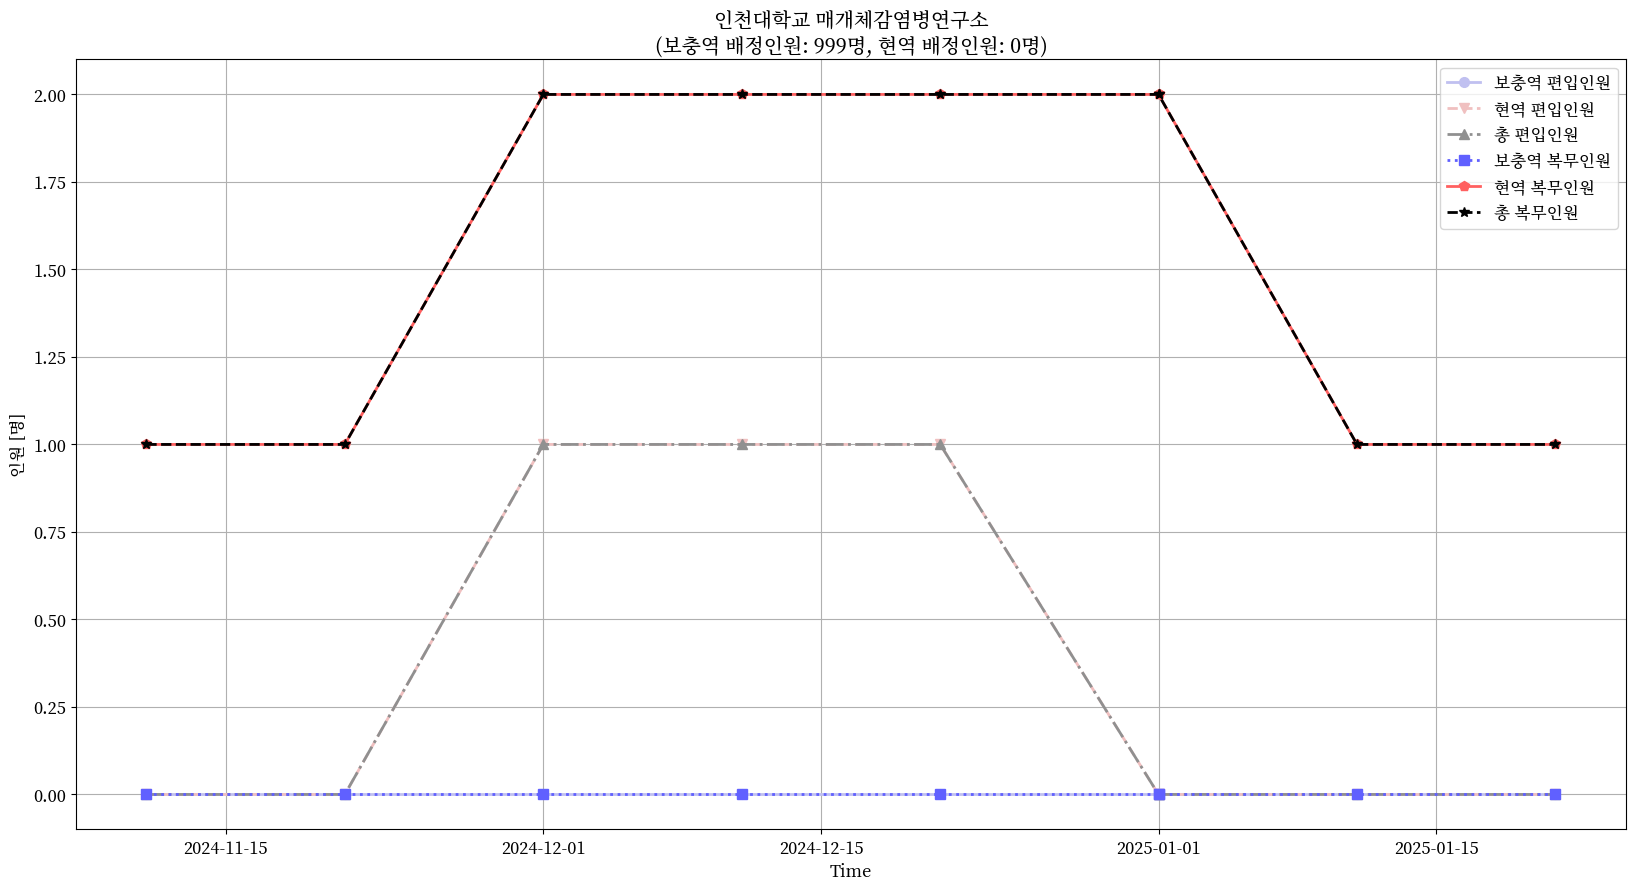 인천대학교 매개체감염병연구소
(보충역 배정인원: 999명, 현역 배정인원: 0명)
보충역 편입인원
현역 편입인원
총 편입인원
보충역 복무인원
현역 복무인원
총 복무인원
인원 [명]
2.00
1.75
1.50
1.25
1.00
0.75
0.50
0.25
0.00
2024-11-15
2024-12-01
2024-12-15
2025-01-01
2025-01-15
Time